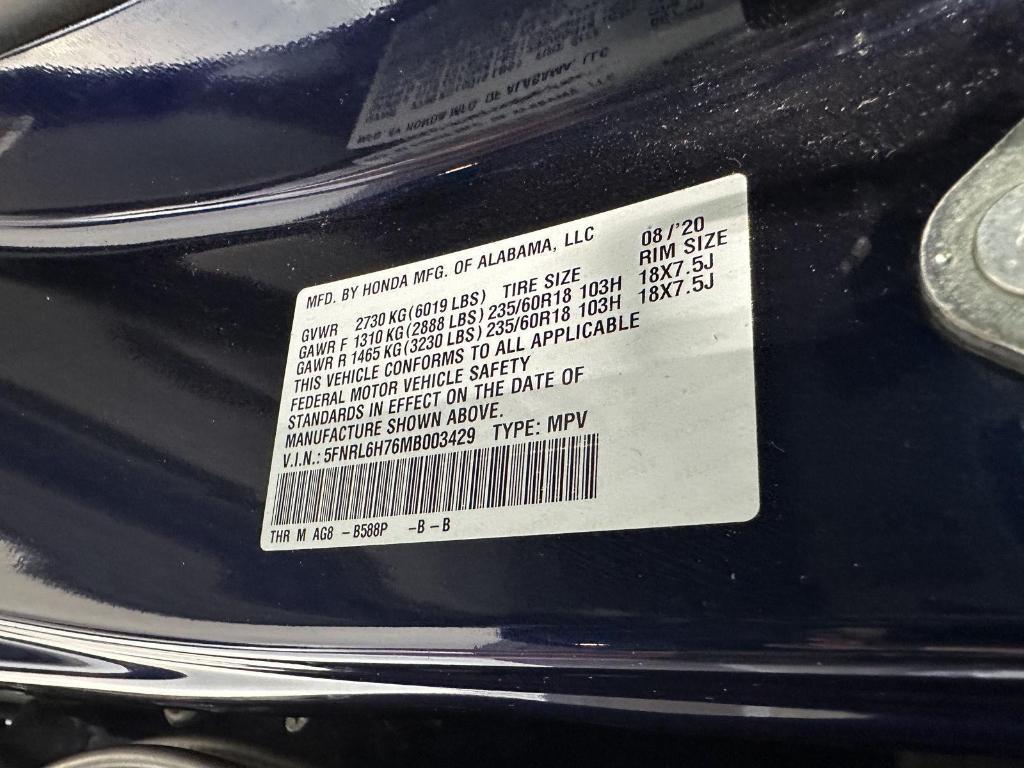 MFD. BY HONDA MFG. OF ALABAMA, LLC 08/'20
GVWR 2730 KG(6019 LBS) TIRE SIZE RIM SIZE
GAWR F 1310 KG(2888 LBS)235/60R18 103H 18X7.5J
GAWR R 1465 KG(3230 LBS)235/60R18 103H 18X7.5J
THIS VEHICLE CONFORMS TO ALL APPLICABLE
FEDERAL MOTOR VEHICLE SAFETY
STANDARDS IN EFFECT ON THE DATE OF
MANUFACTURE SHOWN ABOVE.
V.I.N.: 5FNRL6H76MB003429 TYPE: MPV
THR M AG8 -B588P -B-B